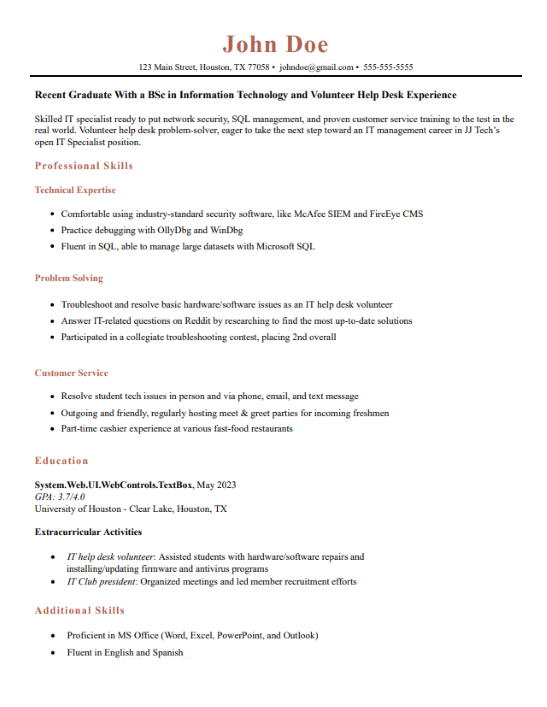 John Doe
123 Main Street, Houston, TX 77058 • johndoe@gmail.com • 555-555-5555
Recent Graduate With a BSc in Information Technology and Volunteer Help Desk Experience
Skilled IT specialist ready to put network security, SQL management, and proven customer service training to the test in the
real world. Volunteer help desk problem-solver, eager to take the next step toward an IT management career in JJ Tech's
open IT Specialist position.
Professional Skills
Technical Expertise
• Comfortable using industry-standard security software, like McAfee SIEM and FireEye CMS
• Practice debugging with OllyDbg and WinDbg
• Fluent in SQL, able to manage large datasets with Microsoft SQL
Problem Solving
• Troubleshoot and resolve basic hardware/software issues as an IT help desk volunteer
• Answer IT-related questions on Reddit by researching to find the most up-to-date solutions
• Participated in a collegiate troubleshooting contest, placing 2nd overall
Customer Service
• Resolve student tech issues in person and via phone, email, and text message
• Outgoing and friendly, regularly hosting meet & greet parties for incoming freshmen
• Part-time cashier experience at various fast-food restaurants
Education
System.Web.UI.WebControls.TextBox, May 2023
GPA: 3.7/4.0
University of Houston - Clear Lake, Houston, TX
Extracurricular Activities
• IT help desk volunteer: Assisted students with hardware/software repairs and
installing/updating firmware and antivirus programs
• IT Club president: Organized meetings and led member recruitment efforts
Additional Skills
• Proficient in MS Office (Word, Excel, PowerPoint, and Outlook)
• Fluent in English and Spanish